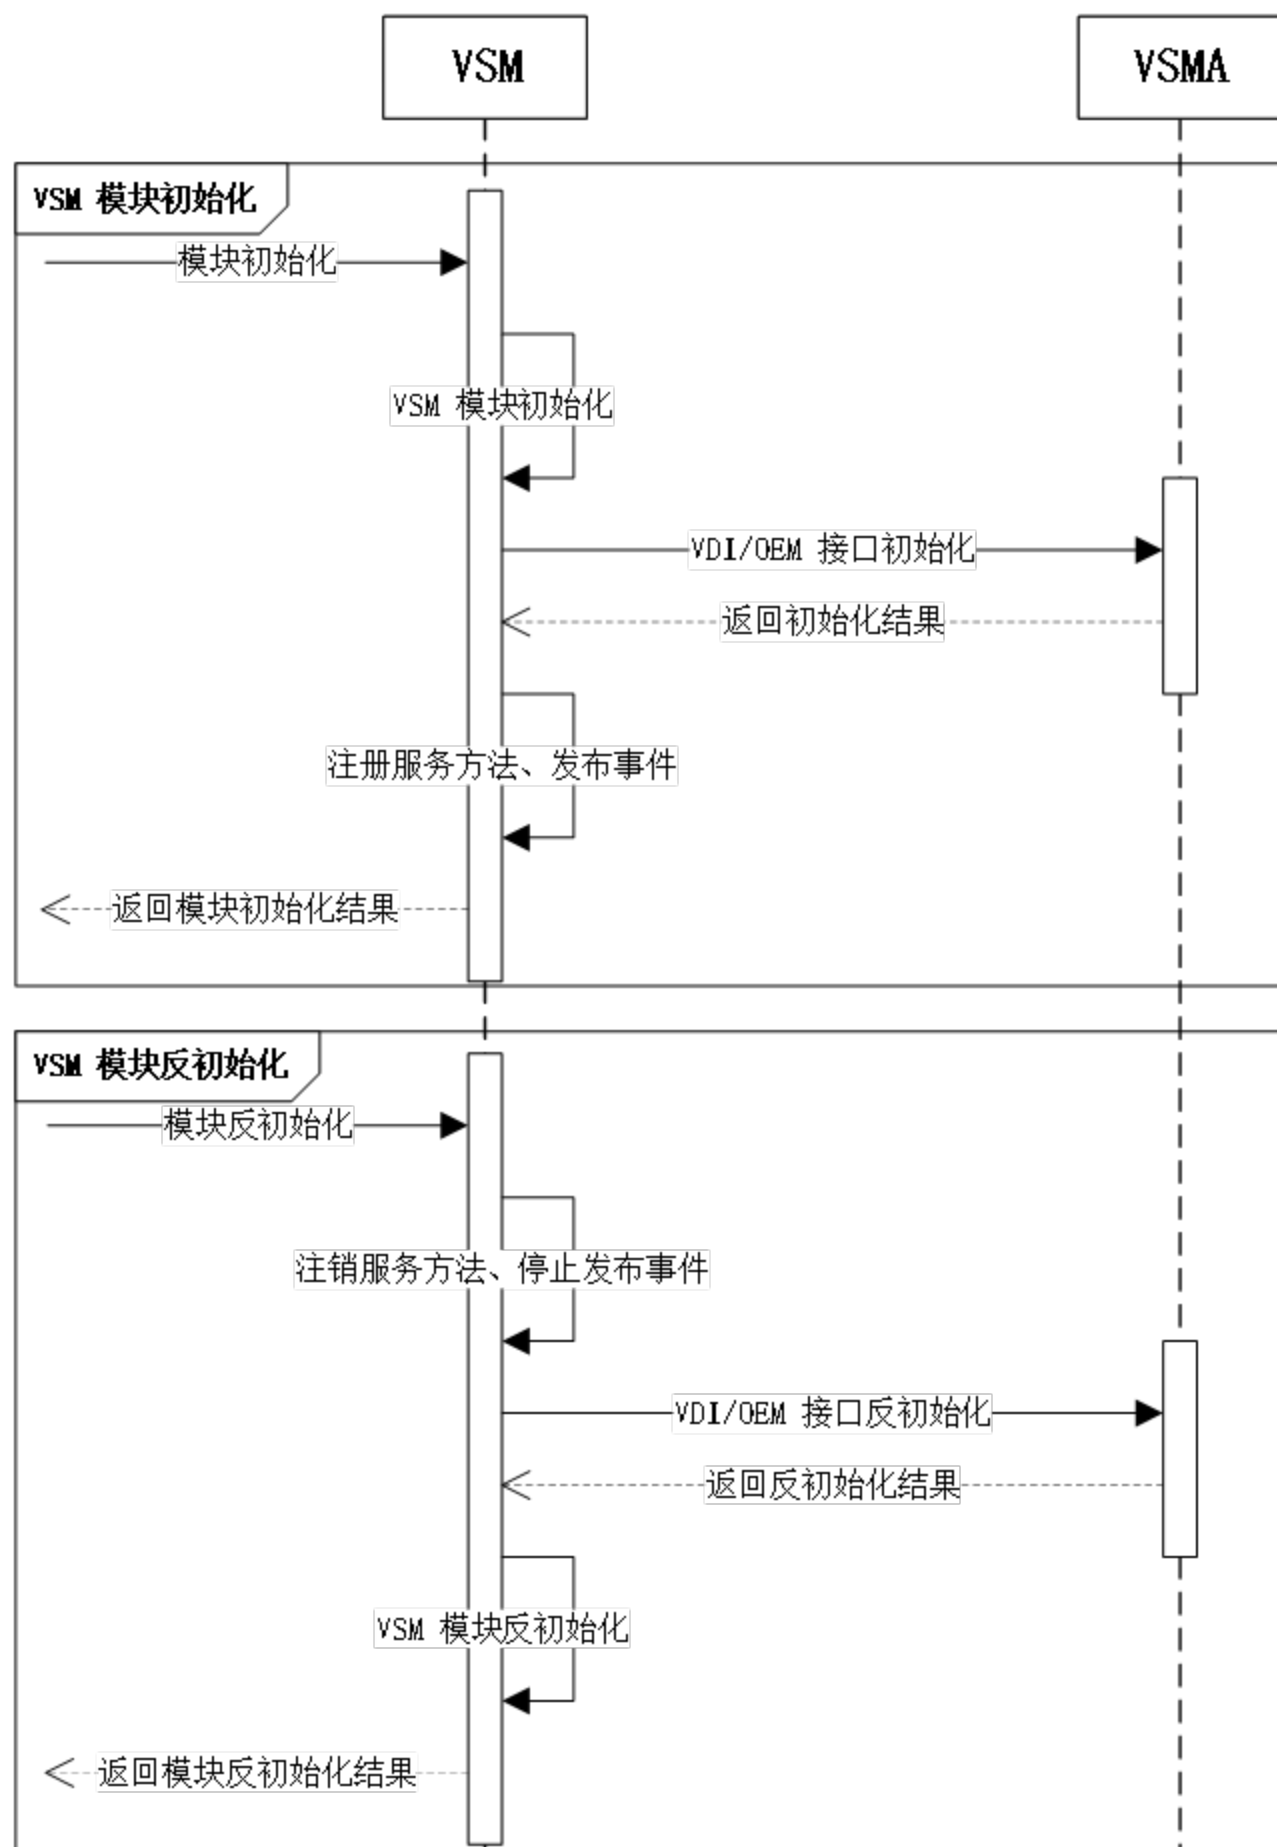 VSM
VSMA
VSM 模块初始化
模块初始化
VSM 模块初始化
VDI/OEM 接口初始化
返回初始化结果
注册服务方法、发布事件
返回模块初始化结果
VSM 模块反初始化
模块反初始化
注销服务方法、停止发布事件
VDI/OEM 接口反初始化
返回反初始化结果
VSM 模块反初始化
返回模块反初始化结果